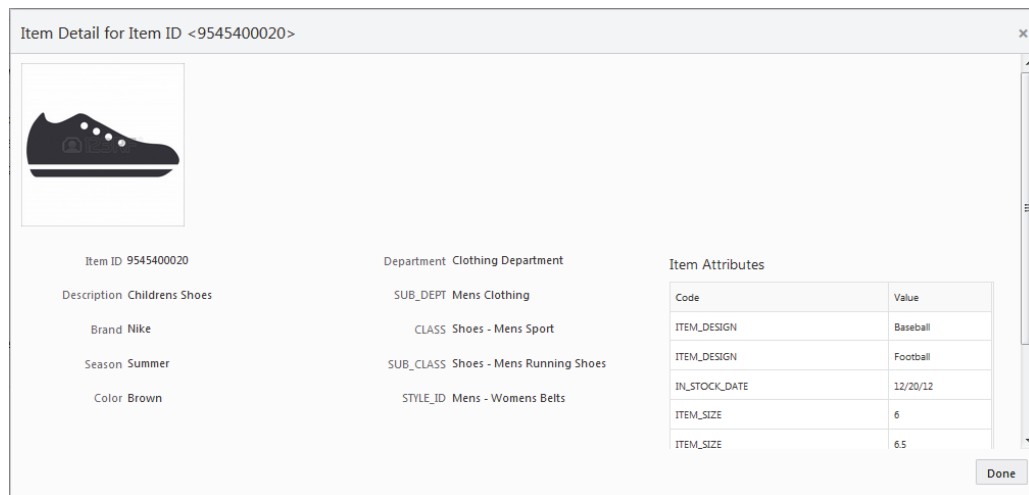 Item Detail for Item ID <9545400020>
Item ID 9545400020
Description Childrens Shoes
Brand Nike
Season Summer
Color Brown
Department Clothing Department
SUB_DEPT Mens Clothing
CLASS Shoes - Mens Sport
SUB_CLASS Shoes - Mens Running Shoes
STYLE_ID Mens - Womens Belts
Item Attributes
Code Value
ITEM_DESIGN Baseball
ITEM_DESIGN Football
IN_STOCK_DATE 12/20/12
ITEM_SIZE 6
ITEM_SIZE 6.5
Done